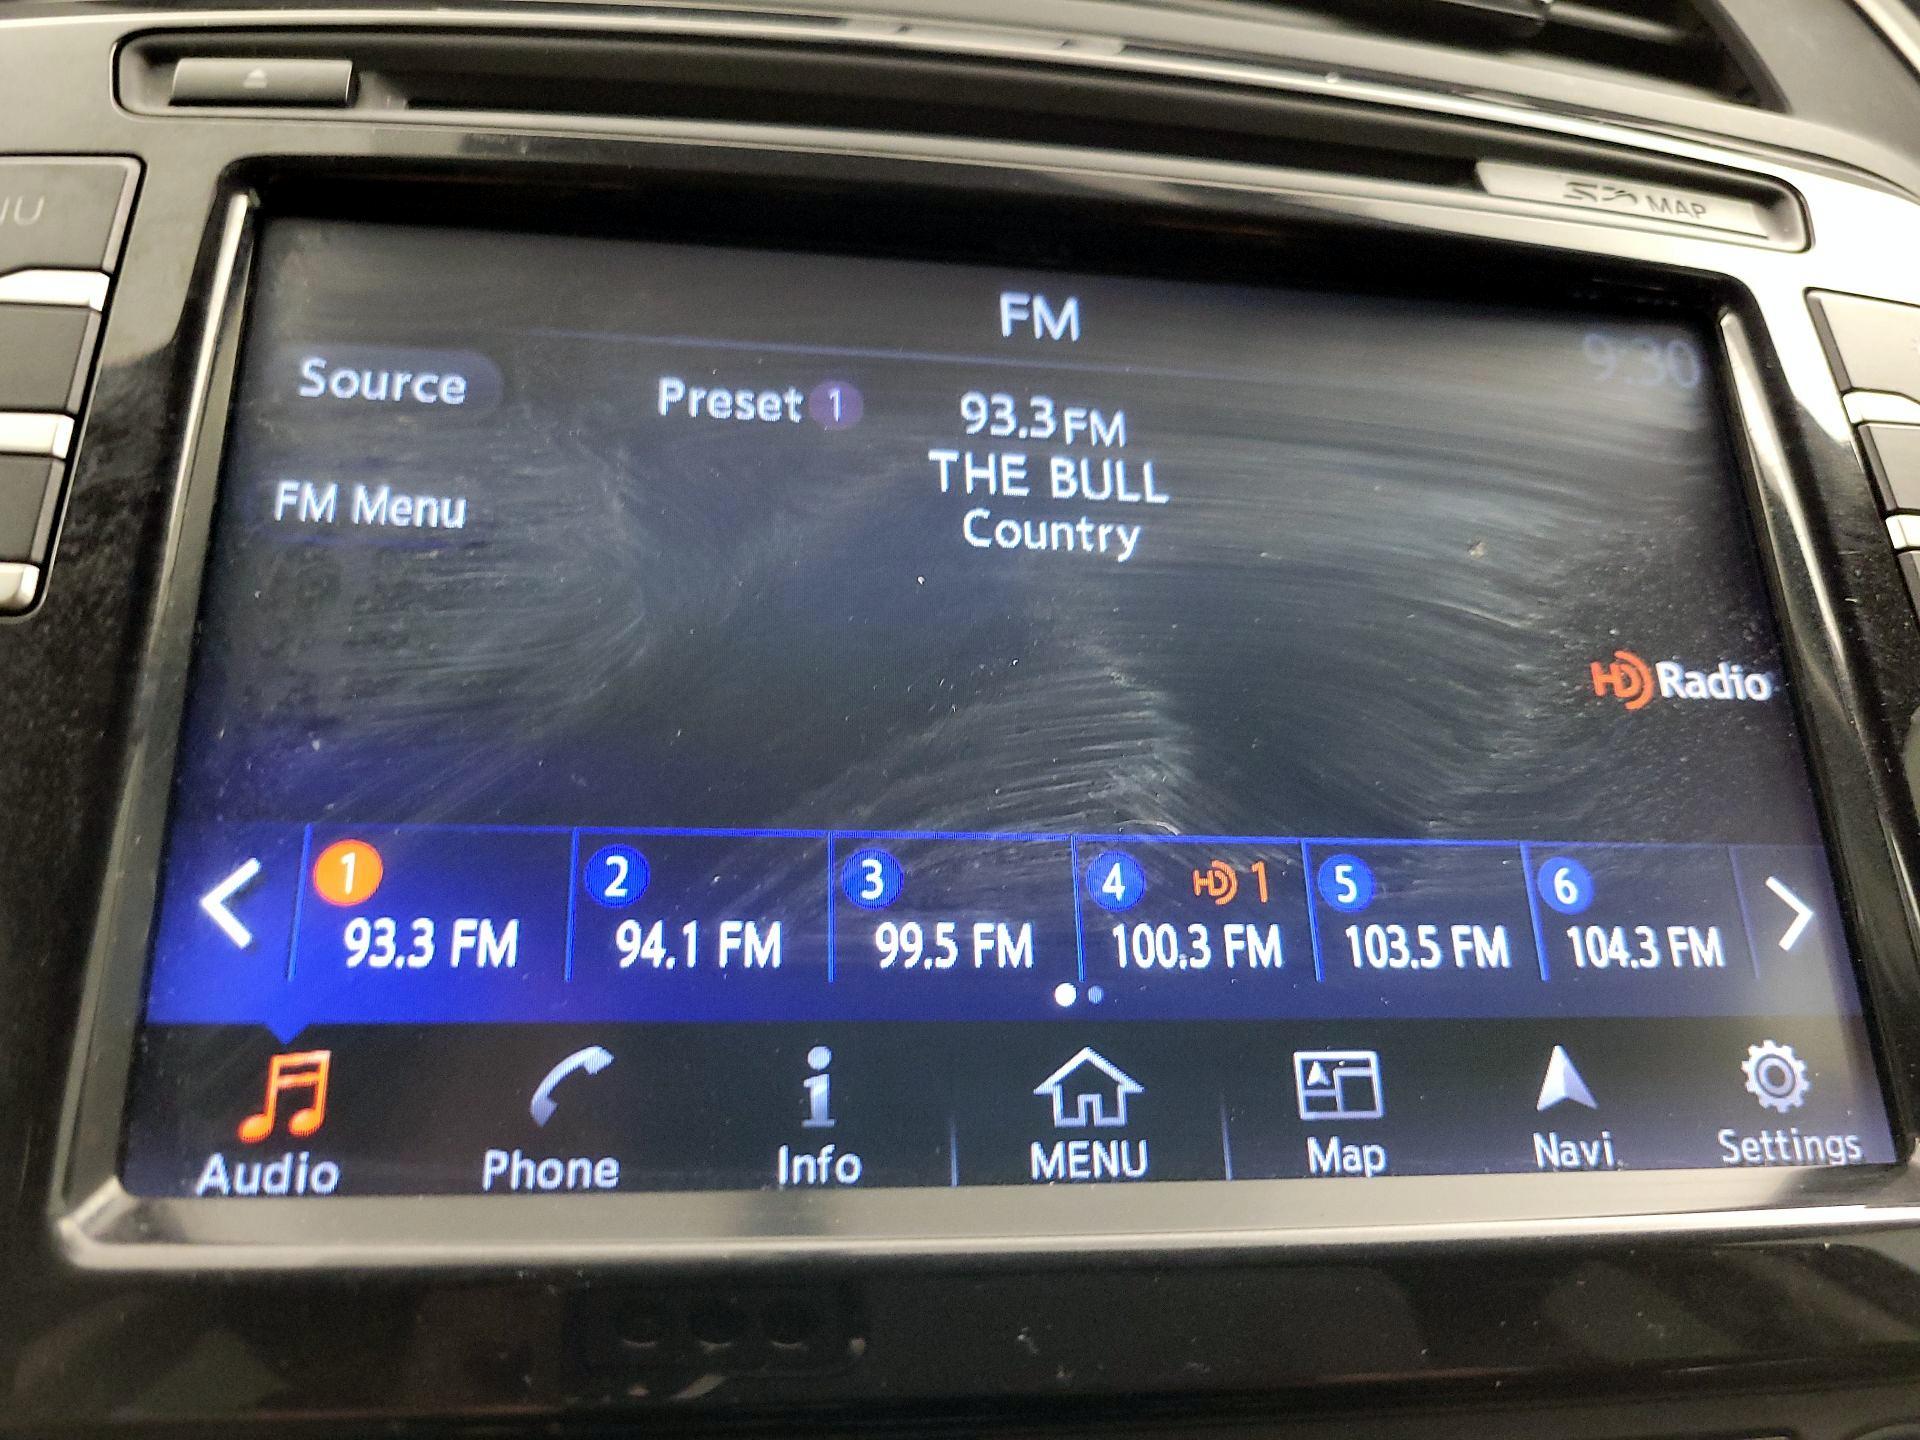 NU
MAP
FM
9:30
Source
Preset 1
93.3 FM
THE BULL
Country
FM Menu
HD Radio
1
93.3 FM
2
94.1 FM
3
99.5 FM
4 HD 1
100.3 FM
5
103.5 FM
6
104.3 FM
Audio
Phone
Info
MENU
Map
Navi
Settings